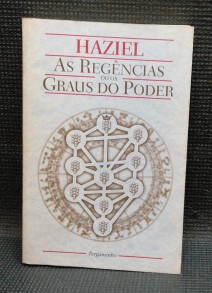 HAZIEL
AS REGÊNCIAS
OU OS
GRAUS DO PODER
Pergaminho